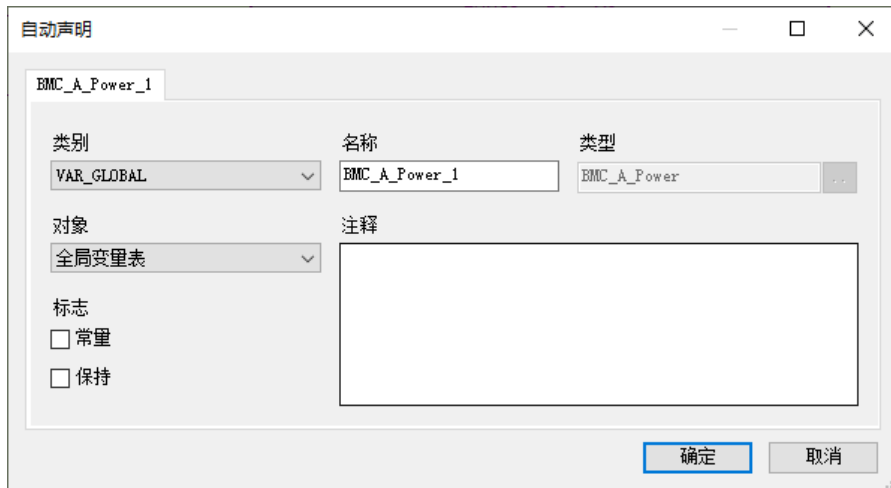 自动声明
BMC_A_Power_1
类别
名称
类型
VAR_GLOBAL
BMC_A_Power_1
BMC_A_Power
..
对象
注释
全局变量表
标志
常量
保持
确定
取消